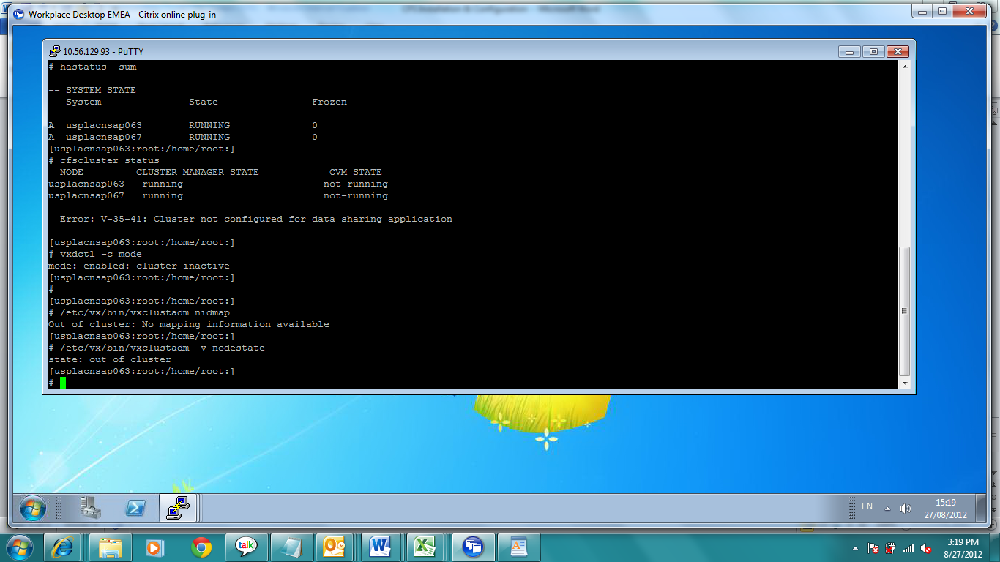 Workplace Desktop EMEA - Citrix online plug-in
10.56.129.93 - PuTTY
# hastatus -sum
-- SYSTEM STATE
-- System State Frozen
A usplacnsap063 RUNNING 0
A usplacnsap067 RUNNING 0
[usplacnsap063:root:/home/root:]
# cfscluster status
NODE CLUSTER MANAGER STATE CVM STATE
usplacnsap063 running not-running
usplacnsap067 running not-running
Error: V-35-41: Cluster not configured for data sharing application
[usplacnsap063:root:/home/root:]
# vxdctl -c mode
mode: enabled: cluster inactive
[usplacnsap063:root:/home/root:]
#
[usplacnsap063:root:/home/root:]
# /etc/vx/bin/vxclustadm nidmap
Out of cluster: No mapping information available
[usplacnsap063:root:/home/root:]
# /etc/vx/bin/vxclustadm -v nodestate
state: out of cluster
[usplacnsap063:root:/home/root:]
#
EN
15:19
27/08/2012
talk
3:19 PM
8/27/2012